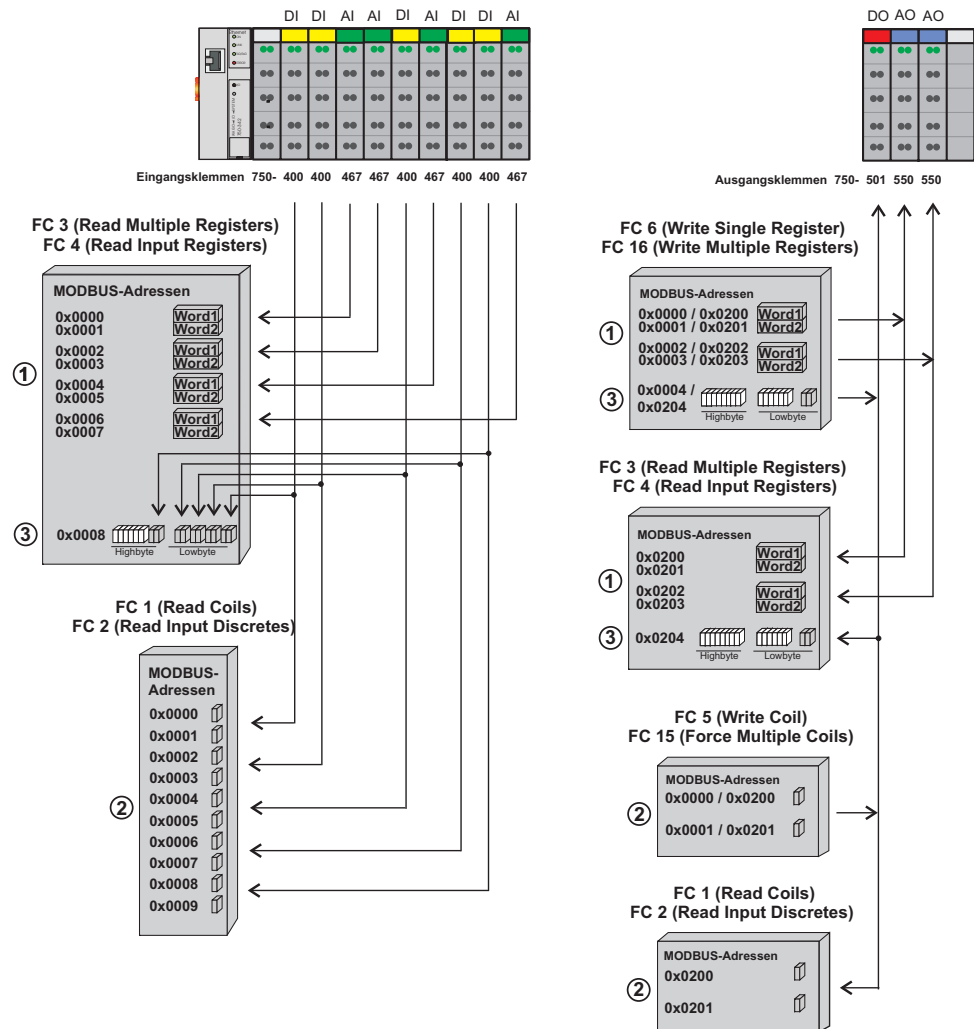 DI DI AI AI DI AI DI DI AI
Eingangsklemmen 750- 400 400 467 467 400 467 400 400 467
FC 3 (Read Multiple Registers)
FC 4 (Read Input Registers)
MODBUS-Adressen
0x0000 Word1
0x0001 Word2
0x0002 Word1
0x0003 Word2
1
0x0004 Word1
0x0005 Word2
0x0006 Word1
0x0007 Word2
3 0x0008
Highbyte Lowbyte
FC 1 (Read Coils)
FC 2 (Read Input Discretes)
MODBUS-
Adressen
0x0000
0x0001
0x0002
0x0003
2
0x0004
0x0005
0x0006
0x0007
0x0008
0x0009
DO AO AO
Ausgangsklemmen 750- 501 550 550
FC 6 (Write Single Register)
FC 16 (Write Multiple Registers)
MODBUS-Adressen
0x0000 / 0x0200 Word1
1
0x0001 / 0x0201 Word2
0x0002 / 0x0202 Word1
0x0003 / 0x0203 Word2
3
0x0004 /
0x0204
Highbyte Lowbyte
FC 3 (Read Multiple Registers)
FC 4 (Read Input Registers)
MODBUS-Adressen
0x0200 Word1
0x0201 Word2
1
0x0202 Word1
0x0203 Word2
3 0x0204
Highbyte Lowbyte
FC 5 (Write Coil)
FC 15 (Force Multiple Coils)
MODBUS-Adressen
0x0000 / 0x0200
2
0x0001 / 0x0201
FC 1 (Read Coils)
FC 2 (Read Input Discretes)
MODBUS-Adressen
0x0200
2
0x0201